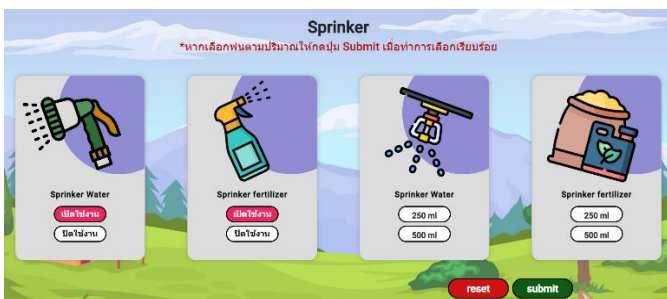 Sprinker
*หากเลือกพ่นตามปริมาณให้กดปุ่ม Submit เมื่อทำการเลือกเรียบร้อย
Sprinker Water
เปิดใช้งาน
ปิดใช้งาน
Sprinker fertilizer
เปิดใช้งาน
ปิดใช้งาน
Sprinker Water
250 ml
500 ml
Sprinker fertilizer
250 ml
500 ml
reset
submit